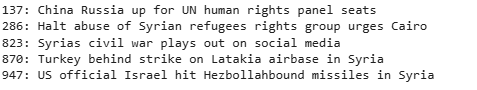 137: China Russia up for UN human rights panel seats
286: Halt abuse of Syrian refugees rights group urges Cairo
823: Syrias civil war plays out on social media
870: Turkey behind strike on Latakia airbase in Syria
947: US official Israel hit Hezbollahbound missiles in Syria